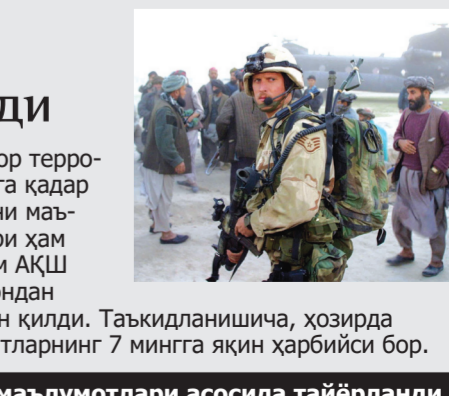 ди
ор терро-
га қадар
ни маъ-
ри ҳам
и АҚШ
ондан
н қилди. Таъкидланишича, ҳозирда
тларнинг 7 мингга яқин ҳарбийси бор.
маълумотлари асосида тайёрланди